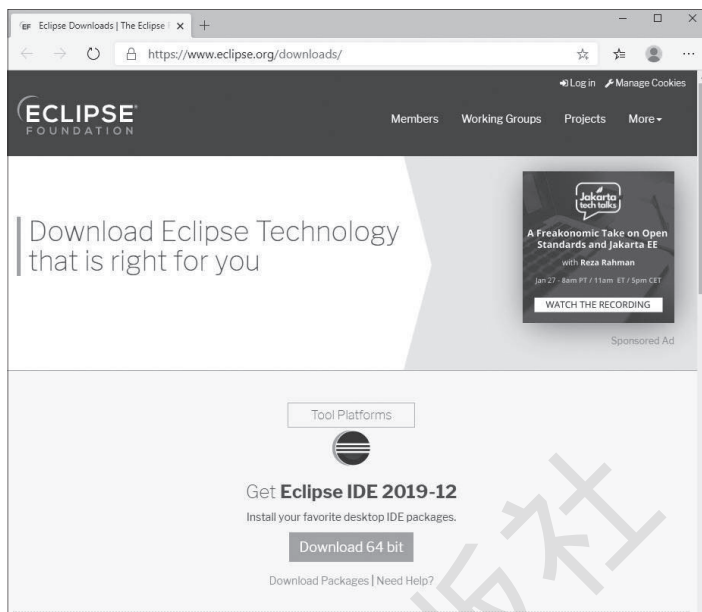 Eclipse Downloads | The Eclipse
https://www.eclipse.org/downloads/
Log in Manage Cookies
ECLIPSE
FOUNDATION
Members Working Groups Projects More
Download Eclipse Technology
that is right for you
Jakarta
tech talks
A Freakonomic Take on Open
Standards and Jakarta EE
with Reza Rahman
Jan 27 - 8am PT / 11am ET / 5pm CET
WATCH THE RECORDING
Sponsored Ad
Tool Platforms
Get Eclipse IDE 2019-12
Install your favorite desktop IDE packages.
Download 64 bit
Download Packages | Need Help?
版社